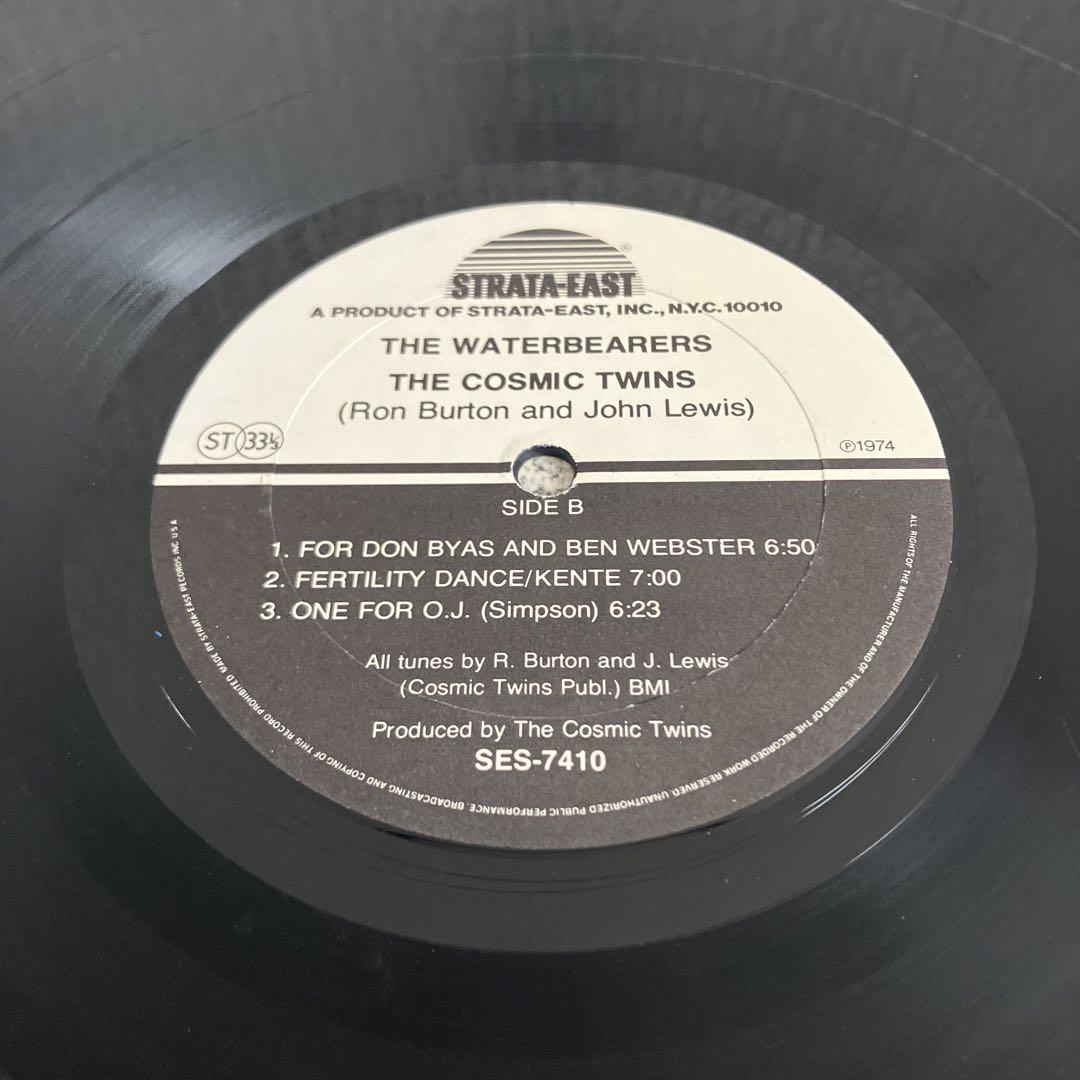 STRATA-EAST®
A PRODUCT OF STRATA-EAST, INC., N.Y.C. 10010
THE WATERBEARERS
THE COSMIC TWINS
(Ron Burton and John Lewis)
ST 33⅓
℗1974
SIDE B
1. FOR DON BYAS AND BEN WEBSTER 6:50
2. FERTILITY DANCE/KENTE 7:00
3. ONE FOR O.J. (Simpson) 6:23
All tunes by R. Burton and J. Lewis
(Cosmic Twins Publ.) BMI
Produced by The Cosmic Twins
SES-7410
ALL RIGHTS OF THE MANUFACTURER AND OF THE OWNER OF THE RECORDED WORK RESERVED. UNAUTHORIZED PUBLIC PERFORMANCE, BROADCASTING AND COPYING OF THIS RECORD PROHIBITED MADE BY STRATA-EAST RECORDS INC USA